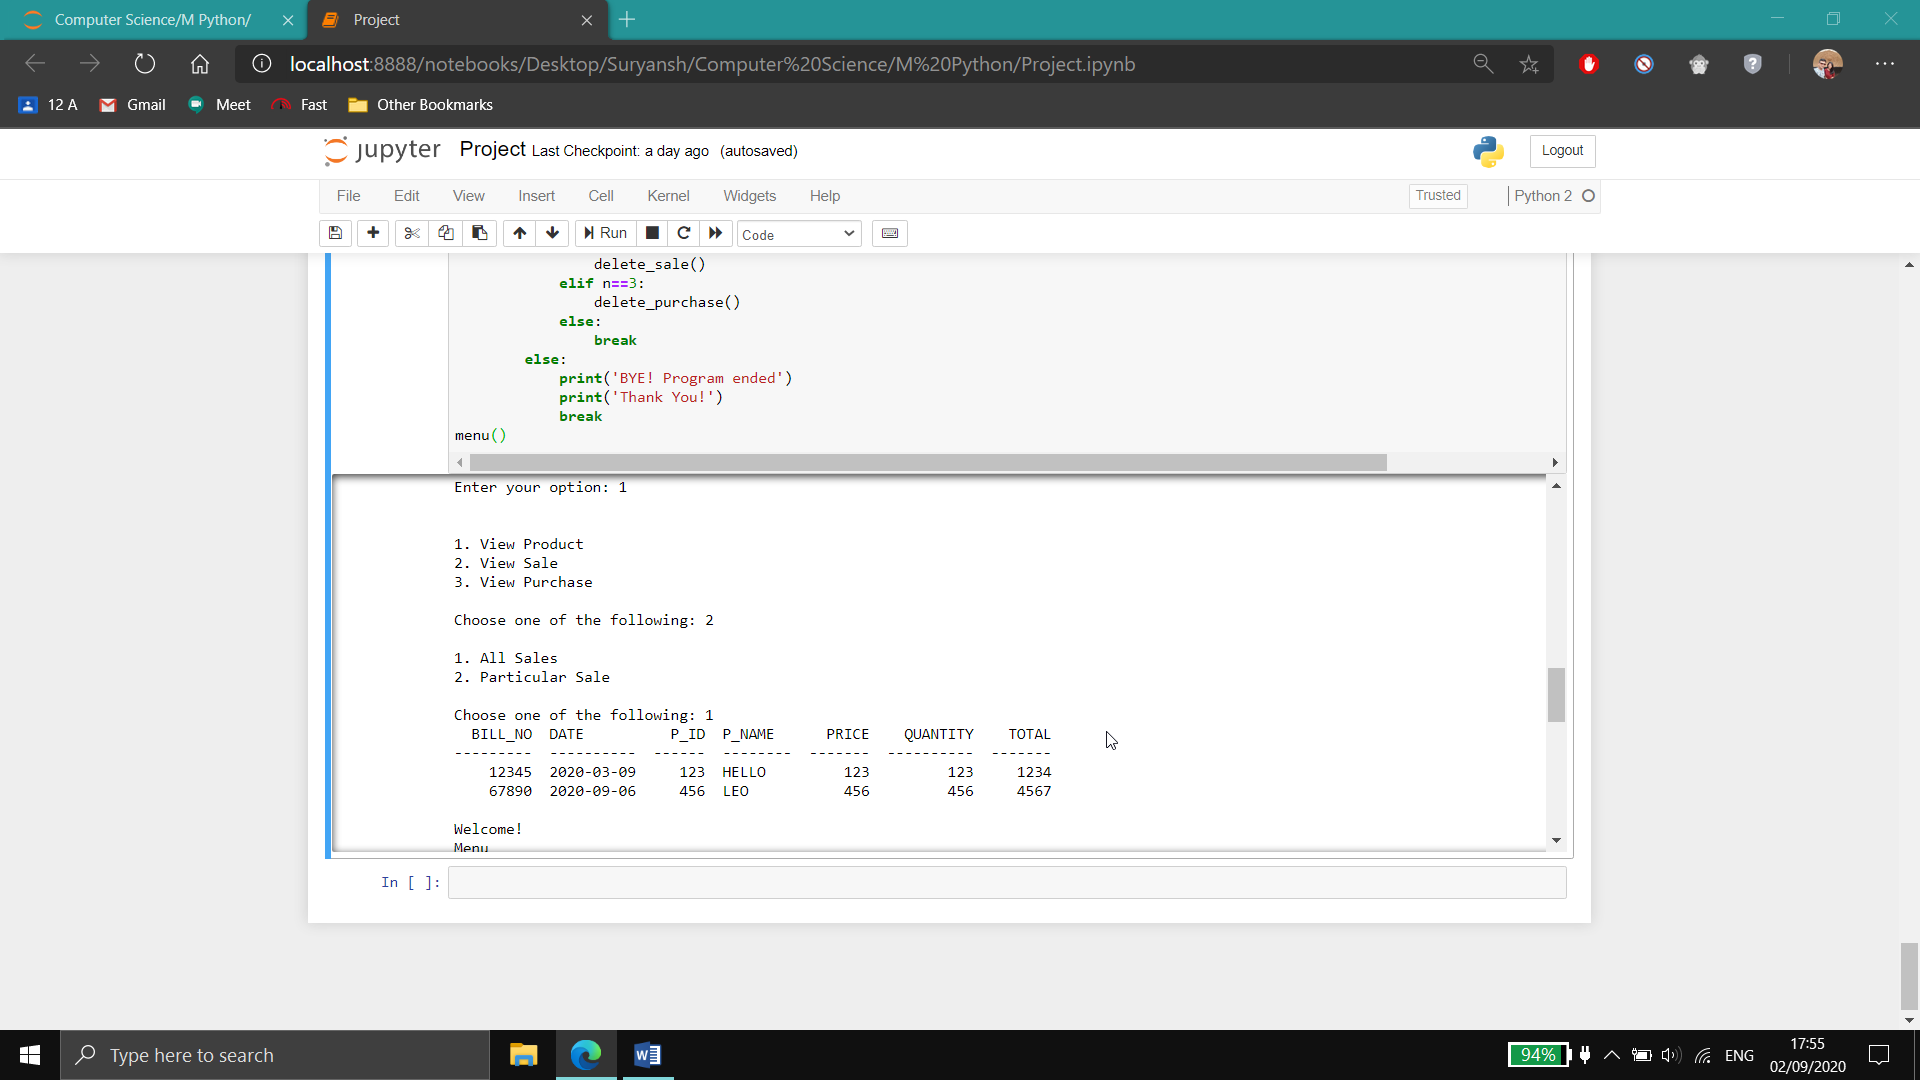 Computer Science/M Python/
Project
localhost:8888/notebooks/Desktop/Suryansh/Computer%20Science/M%20Python/Project.ipynb
12 A Gmail Meet Fast Other Bookmarks
jupyter Project Last Checkpoint: a day ago (autosaved)
Logout
File Edit View Insert Cell Kernel Widgets Help
Trusted
Python 2
Run
Code
delete_sale()
elif n==3:
delete_purchase()
else:
break
else:
print('BYE! Program ended')
print('Thank You!')
break
menu()
Enter your option: 1
1. View Product
2. View Sale
3. View Purchase
Choose one of the following: 2
1. All Sales
2. Particular Sale
Choose one of the following: 1
BILL_NO DATE P_ID P_NAME PRICE QUANTITY TOTAL
--------- ---------- ------ -------- ------- ---------- -------
12345 2020-03-09 123 HELLO 123 123 1234
67890 2020-09-06 456 LEO 456 456 4567
Welcome!
Menu
In [ ]:
Type here to search
94%
ENG
17:55
02/09/2020